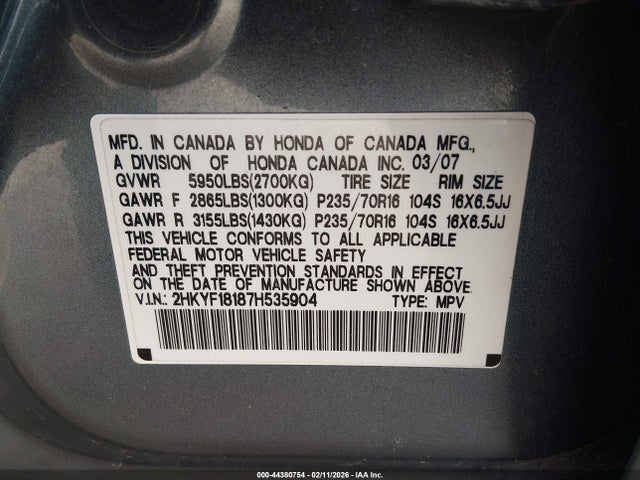 MFD. IN CANADA BY HONDA OF CANADA MFG.,
A DIVISION OF HONDA CANADA INC. 03/07
GVWR 5950LBS(2700KG) TIRE SIZE RIM SIZE
GAWR F 2865LBS(1300KG) P235/70R16 104S 16X6.5JJ
GAWR R 3155LBS(1430KG) P235/70R16 104S 16X6.5JJ
THIS VEHICLE CONFORMS TO ALL APPLICABLE
FEDERAL MOTOR VEHICLE SAFETY
AND THEFT PREVENTION STANDARDS IN EFFECT
ON THE DATE OF MANUFACTURE SHOWN ABOVE.
V.I.N.: 2HKYF18187H535904 TYPE: MPV
000-44380754 - 02/11/2026 - IAA Inc.